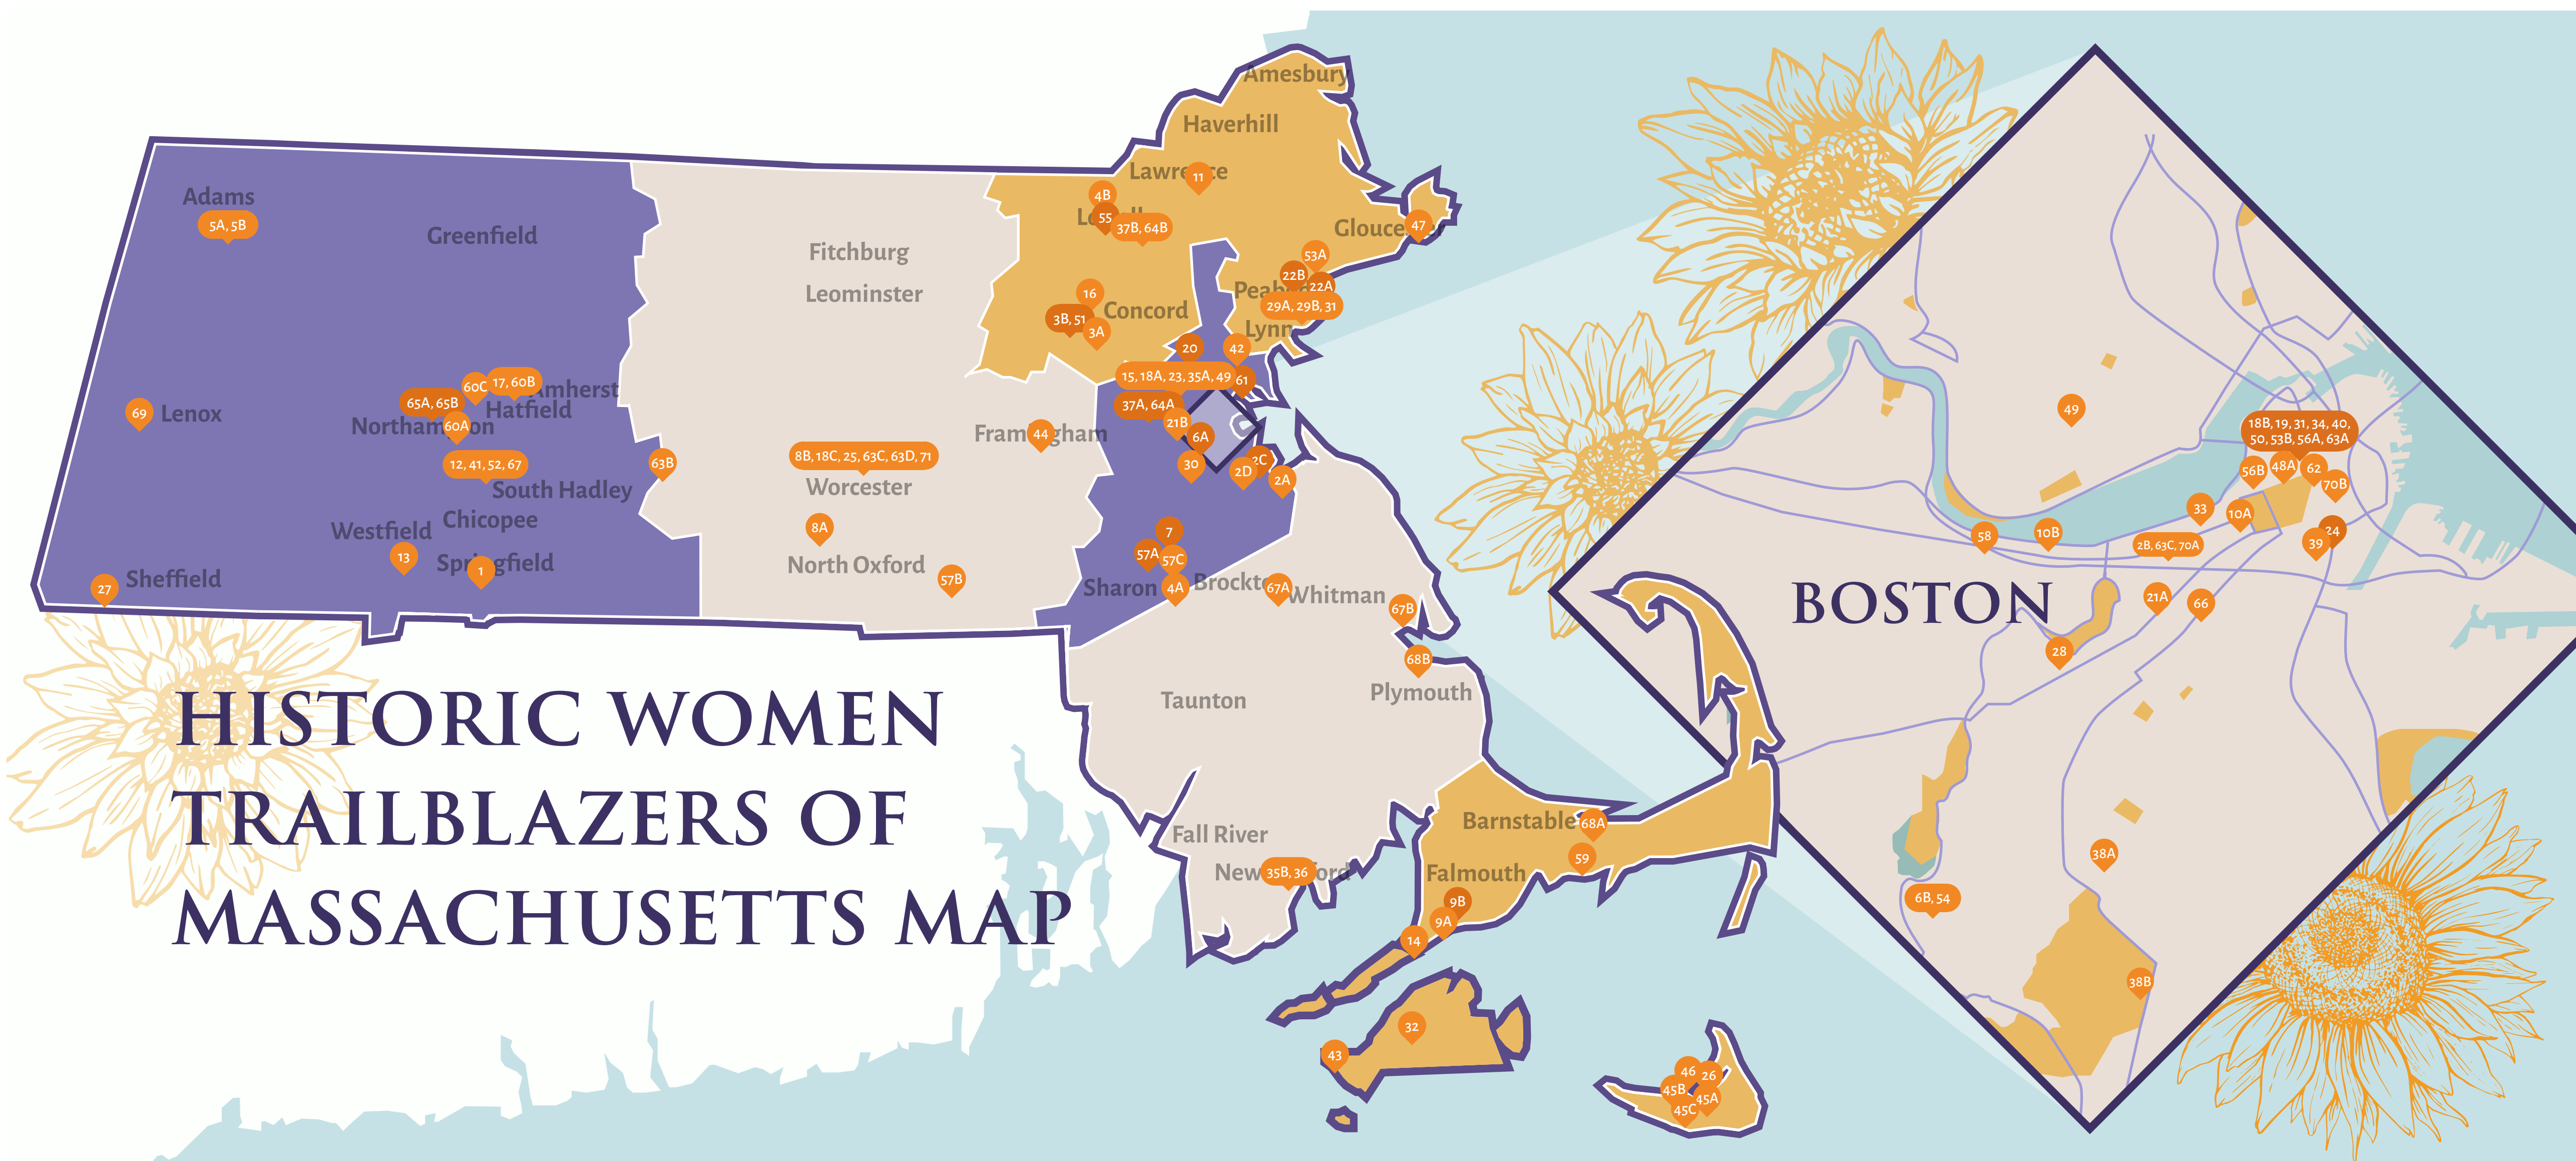 Amesbury
Haverhill
Lawrence
11
4B
55
37B, 64B
Adams
5A, 5B
Greenfield
Fitchburg
Leominster
Gloucester
47
53A
22B
22A
29A, 29B, 31
Lynn
16
3B, 51
3A
Concord
20
42
15, 18A, 23, 35A, 49
61
37A, 64A
21B
6A
30
2C
2D
2A
69
Lenox
60C
17, 60B
Amherst
65A, 65B
Hatfield
Northampton
60A
12, 41, 52, 67
South Hadley
63B
Chicopee
Westfield
13
Springfield
1
27
Sheffield
Framingham
44
8B, 18C, 25, 63C, 63D, 71
Worcester
8A
North Oxford
57B
7
57A
57C
Sharon
4A
Brockton
67A
Whitman
67B
68B
Plymouth
Taunton
Fall River
35B, 36
Barnstable
68A
59
Falmouth
9B
9A
14
32
43
46
26
45B
45A
45C
HISTORIC WOMEN
TRAILBLAZERS OF
MASSACHUSETTS MAP
49
18B, 19, 31, 34, 40,
50, 53B, 56A, 63A
56B
48A
62
70B
33
10A
24
39
58
10B
2B, 63C, 70A
BOSTON
21A
66
28
38A
6B, 54
38B